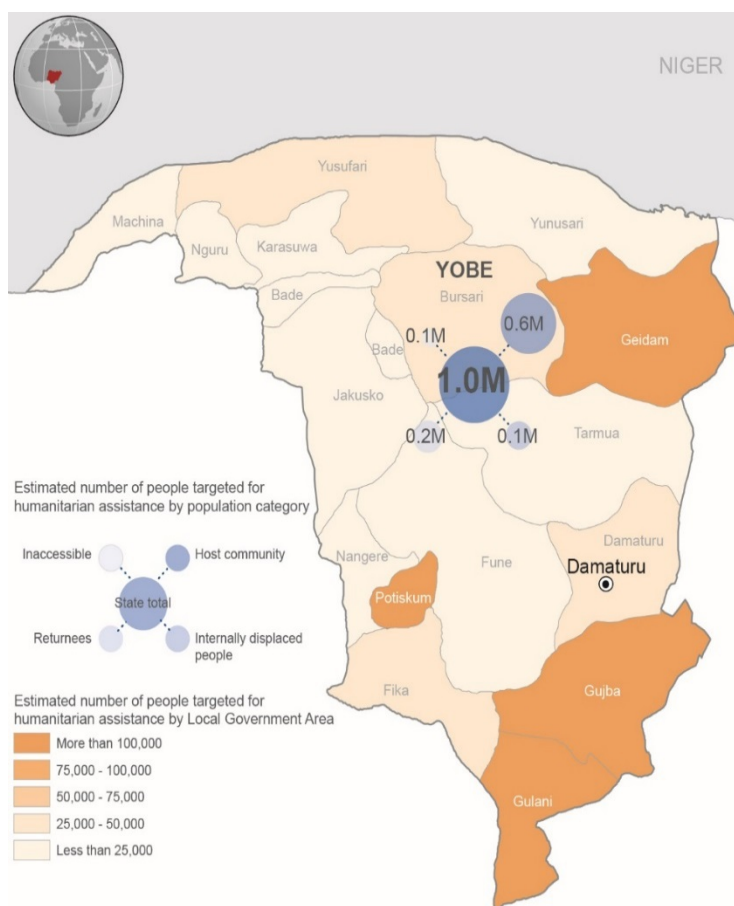 NIGER
Yusufari
Machina
Yunusari
Nguru
Karasuwa
YOBE
Bade
Bursari
0.1M
0.6M
Geidam
Bade
1.0M
Jakusko
0.2M
0.1M
Tarmua
Estimated number of people targeted for
humanitarian assistance by population category
Inaccessible
Host community
State total
Returnees
Internally displaced
people
Damaturu
Nangere
Fune
Damaturu
Potiskum
Fika
Gujba
Gulani
Estimated number of people targeted for
humanitarian assistance by Local Government Area
More than 100,000
75,000 - 100,000
50,000 - 75,000
25,000 - 50,000
Less than 25,000